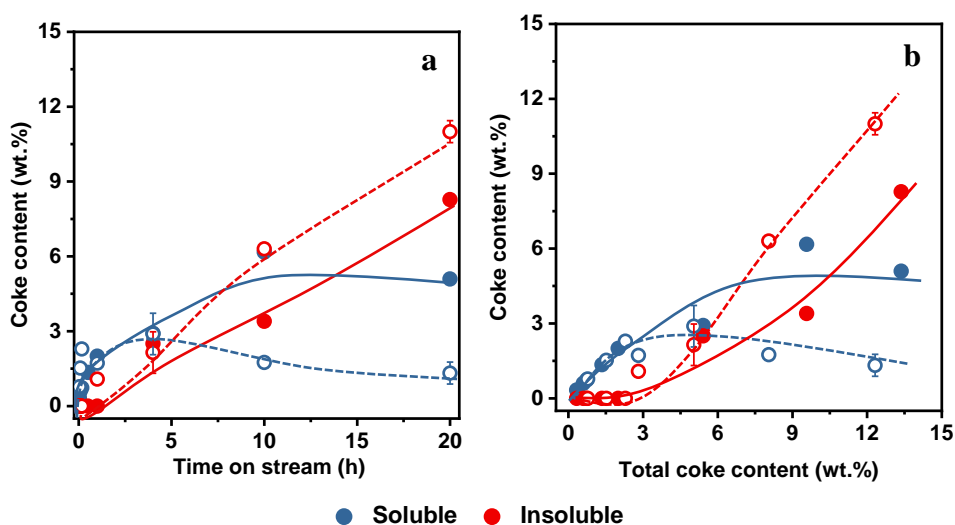 a
15
12
9
6
3
0
Coke content (wt.%)
0 5 10 15 20
Time on stream (h)
b
15
12
9
6
3
0
Coke content (wt.%)
0 3 6 9 12 15
Total coke content (wt.%)
Soluble Insoluble